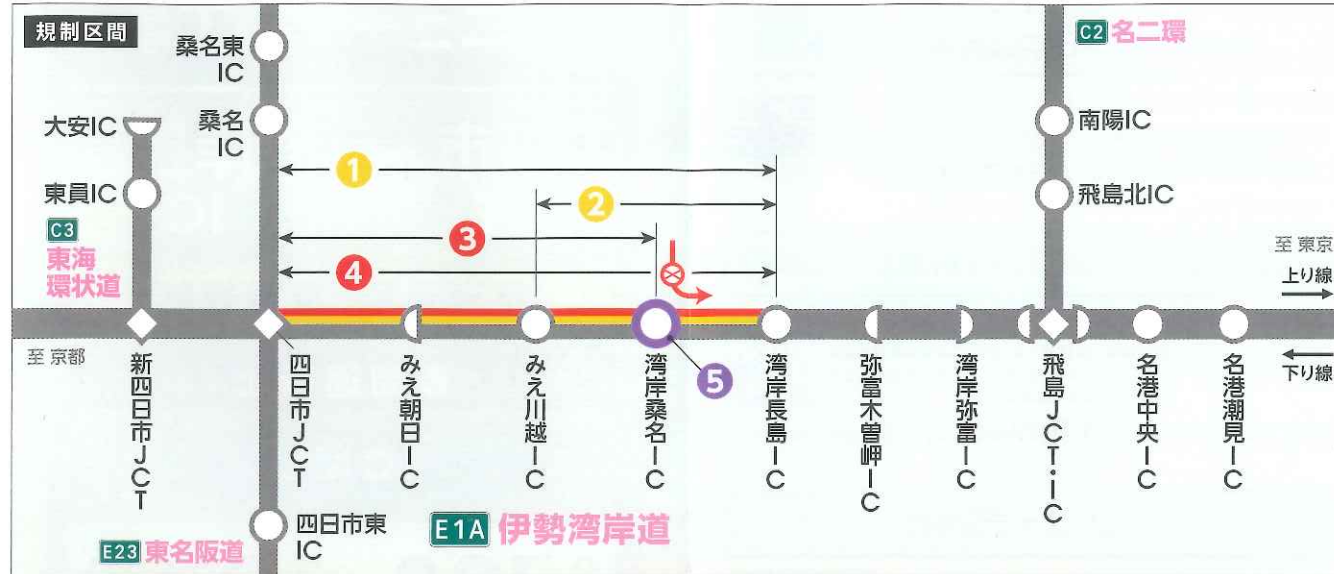 規制区間
桑名東
IC
桑名
IC
大安IC
東員IC
C3
東海
環状道
C2 名二環
南陽IC
飛島北IC
1
2
3
4
5
至 東京
上り線
至 京都
下り線
新四日市JCT
四日市JCT
みえ朝日IC
みえ川越IC
湾岸桑名IC
湾岸長島IC
弥富木曽岬IC
湾岸弥富IC
飛島JCT・IC
名港中央IC
名港潮見IC
四日市東
IC
E1A 伊勢湾岸道
E23 東名阪道